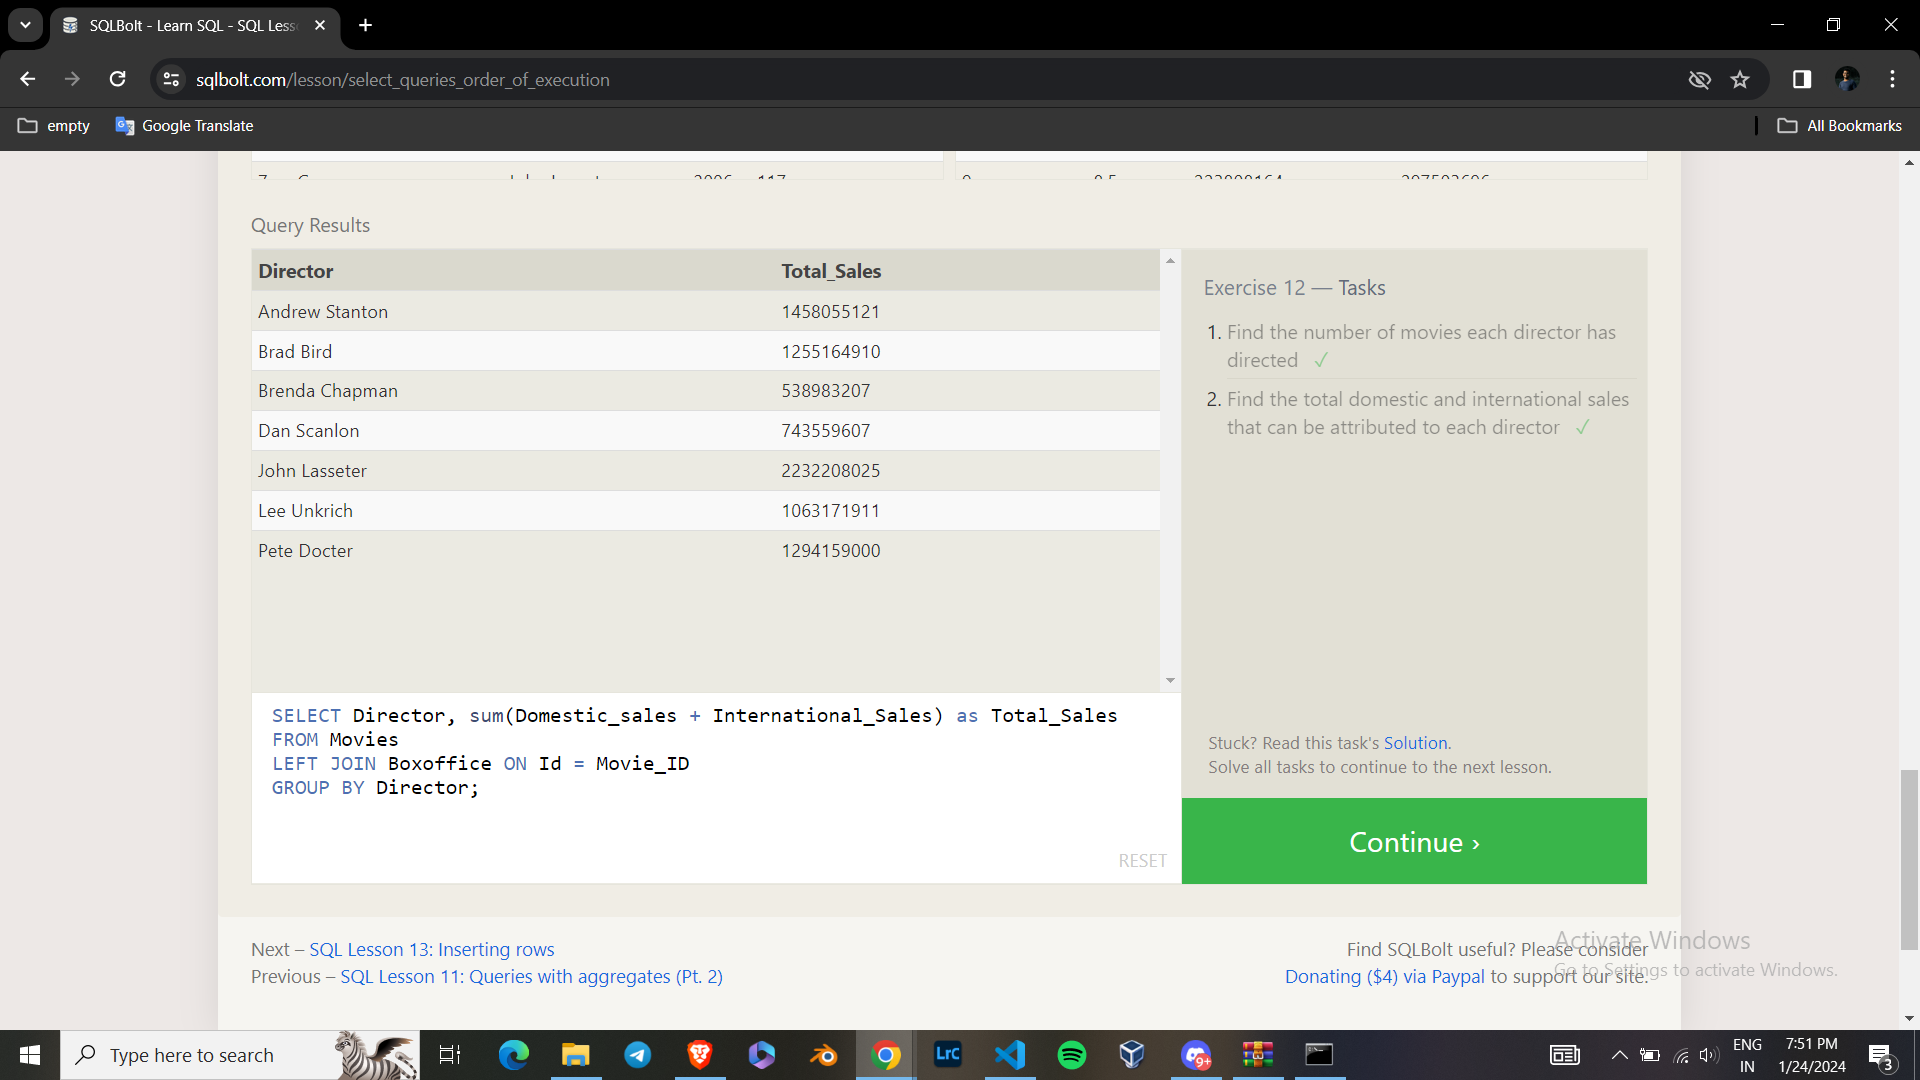 SQLBolt - Learn SQL - SQL Less
sqlbolt.com/lesson/select_queries_order_of_execution
empty
Google Translate
All Bookmarks
Query Results
Director Total_Sales
Andrew Stanton 1458055121
Brad Bird 1255164910
Brenda Chapman 538983207
Dan Scanlon 743559607
John Lasseter 2232208025
Lee Unkrich 1063171911
Pete Docter 1294159000
Exercise 12 — Tasks
1. Find the number of movies each director has
directed ✓
2. Find the total domestic and international sales
that can be attributed to each director ✓
Stuck? Read this task's Solution.
Solve all tasks to continue to the next lesson.
Continue ›
SELECT Director, sum(Domestic_sales + International_Sales) as Total_Sales
FROM Movies
LEFT JOIN Boxoffice ON Id = Movie_ID
GROUP BY Director;
RESET
Next – SQL Lesson 13: Inserting rows
Previous – SQL Lesson 11: Queries with aggregates (Pt. 2)
Find SQLBolt useful? Please consider
Donating ($4) via Paypal to support our site.
Activate Windows
Go to Settings to activate Windows.
Type here to search
Lrc
9+
ENG
IN
7:51 PM
1/24/2024
3